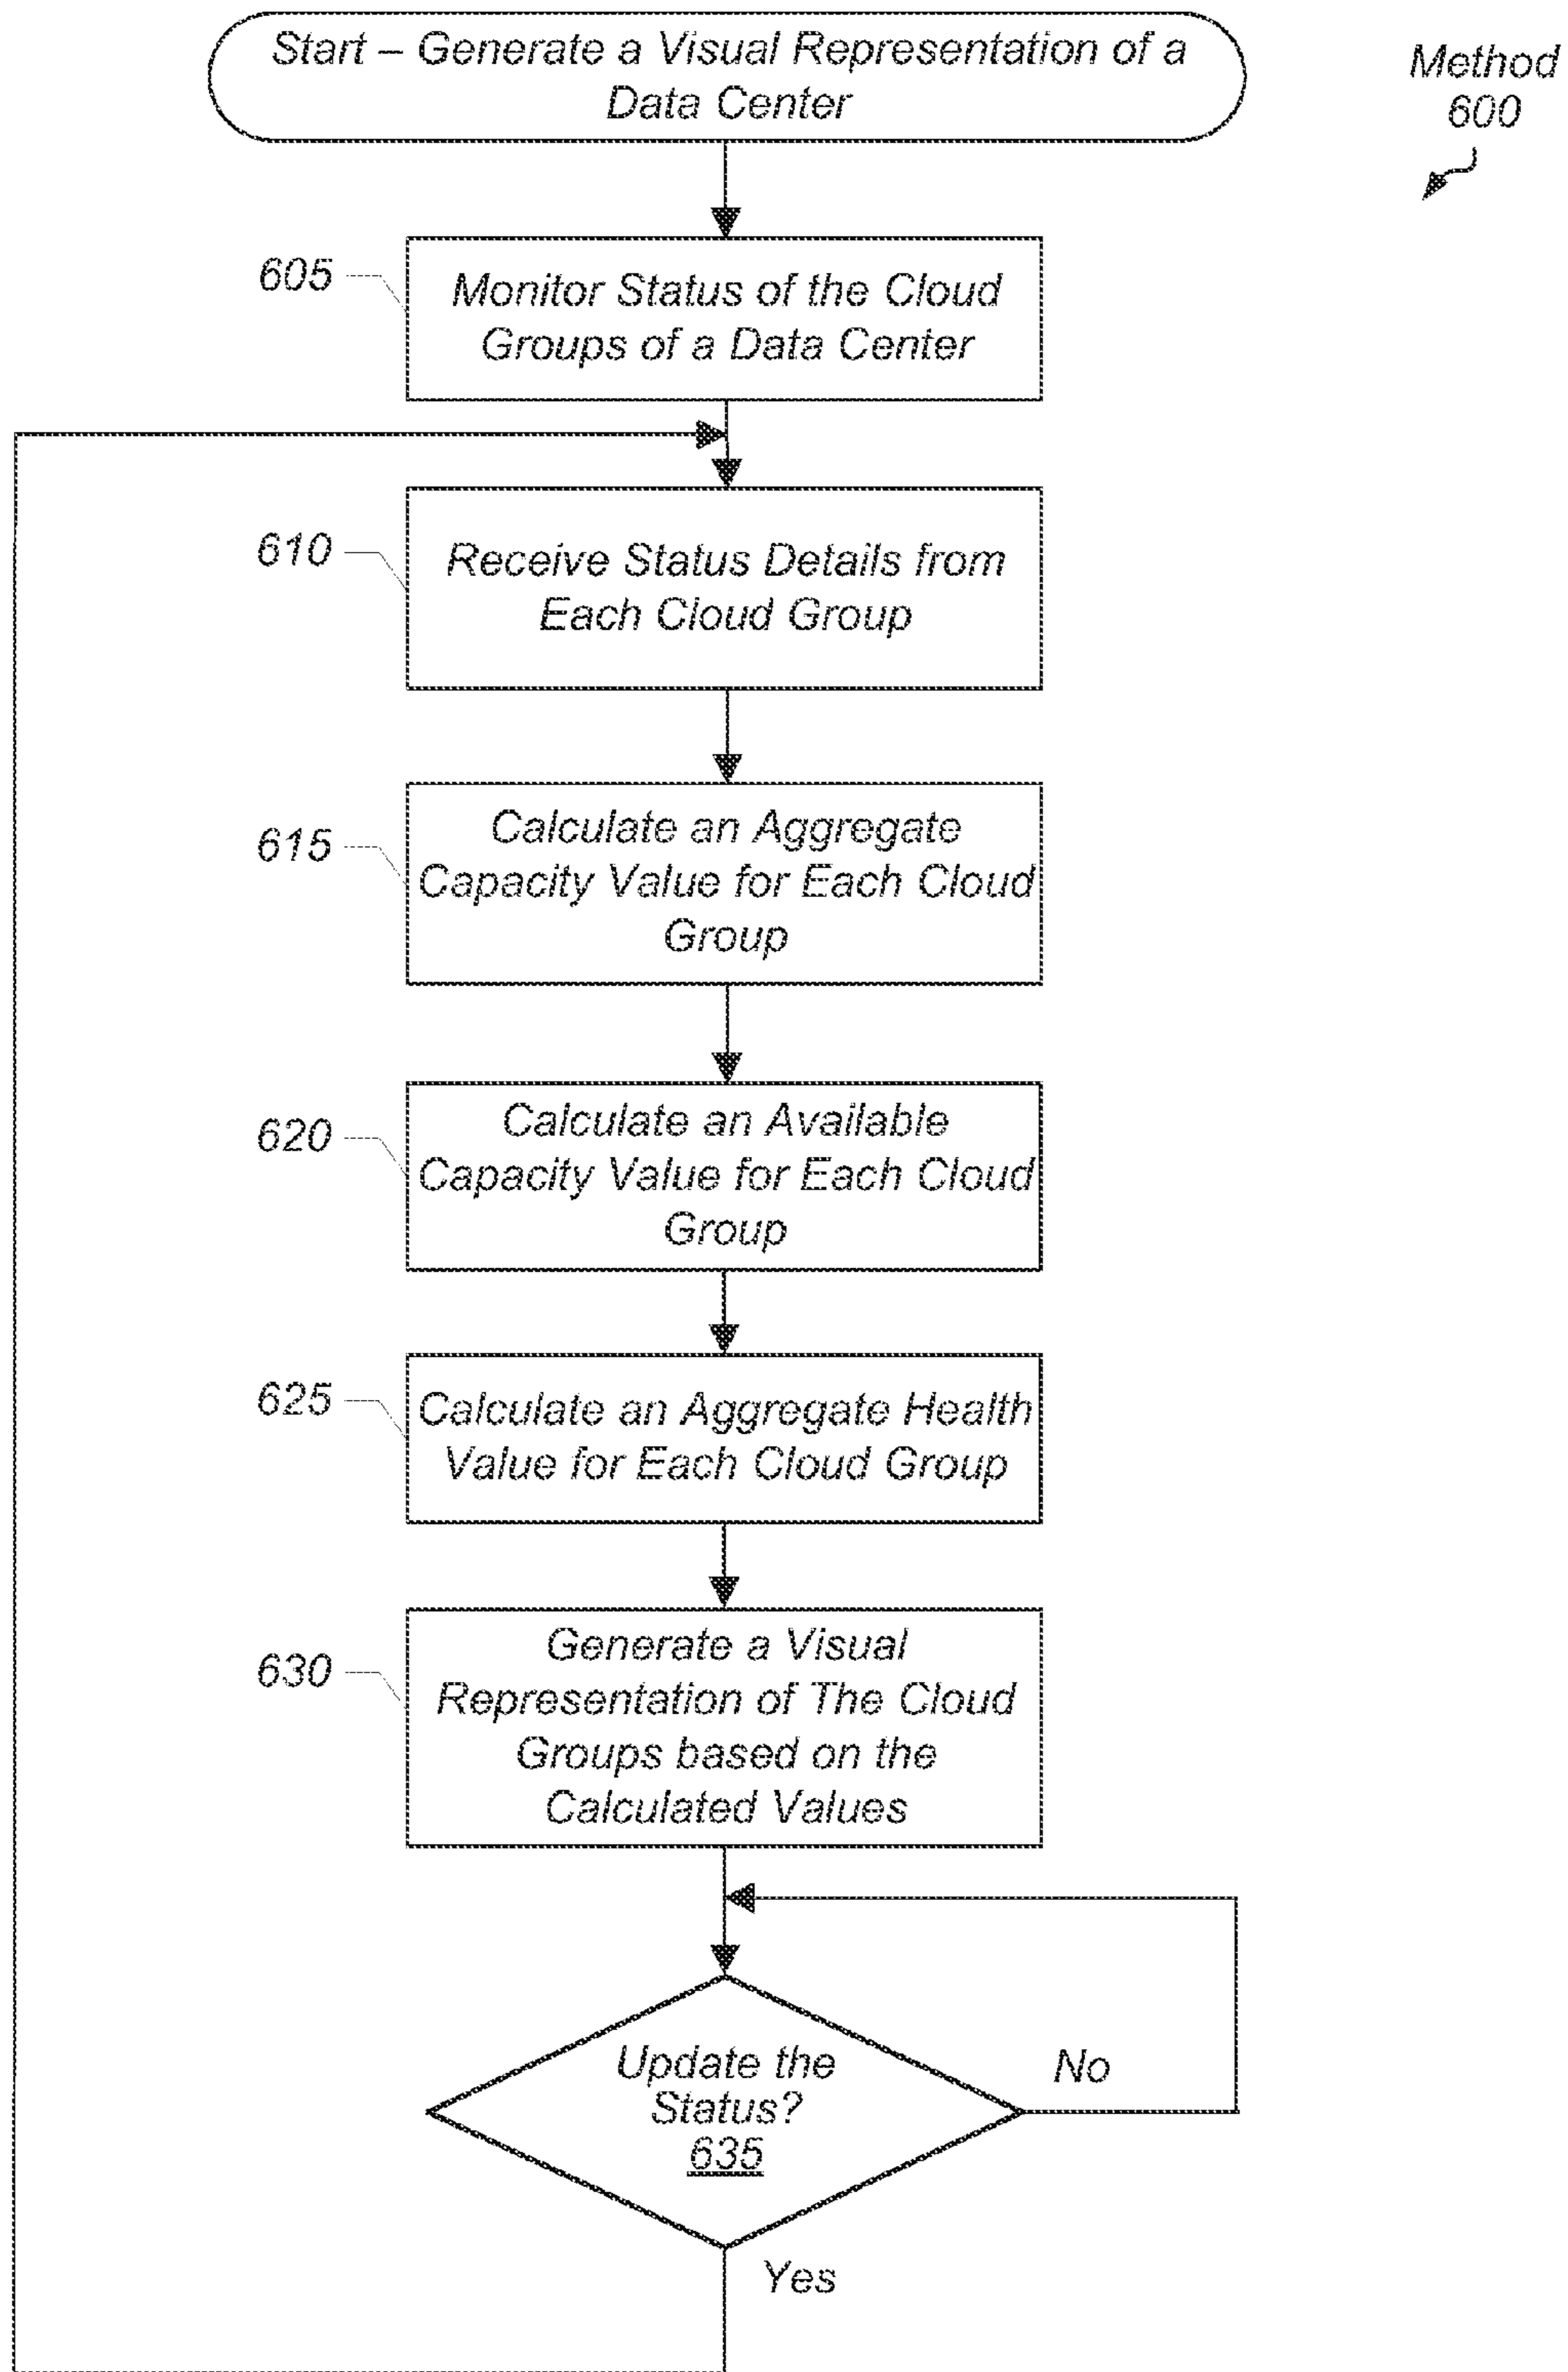 Start – Generate a Visual Representation of a
Data Center
Method
600
605
Monitor Status of the Cloud
Groups of a Data Center
610
Receive Status Details from
Each Cloud Group
615
Calculate an Aggregate
Capacity Value for Each Cloud
Group
620
Calculate an Available
Capacity Value for Each Cloud
Group
625
Calculate an Aggregate Health
Value for Each Cloud Group
630
Generate a Visual
Representation of The Cloud
Groups based on the
Calculated Values
Update the
Status?
635
No
Yes